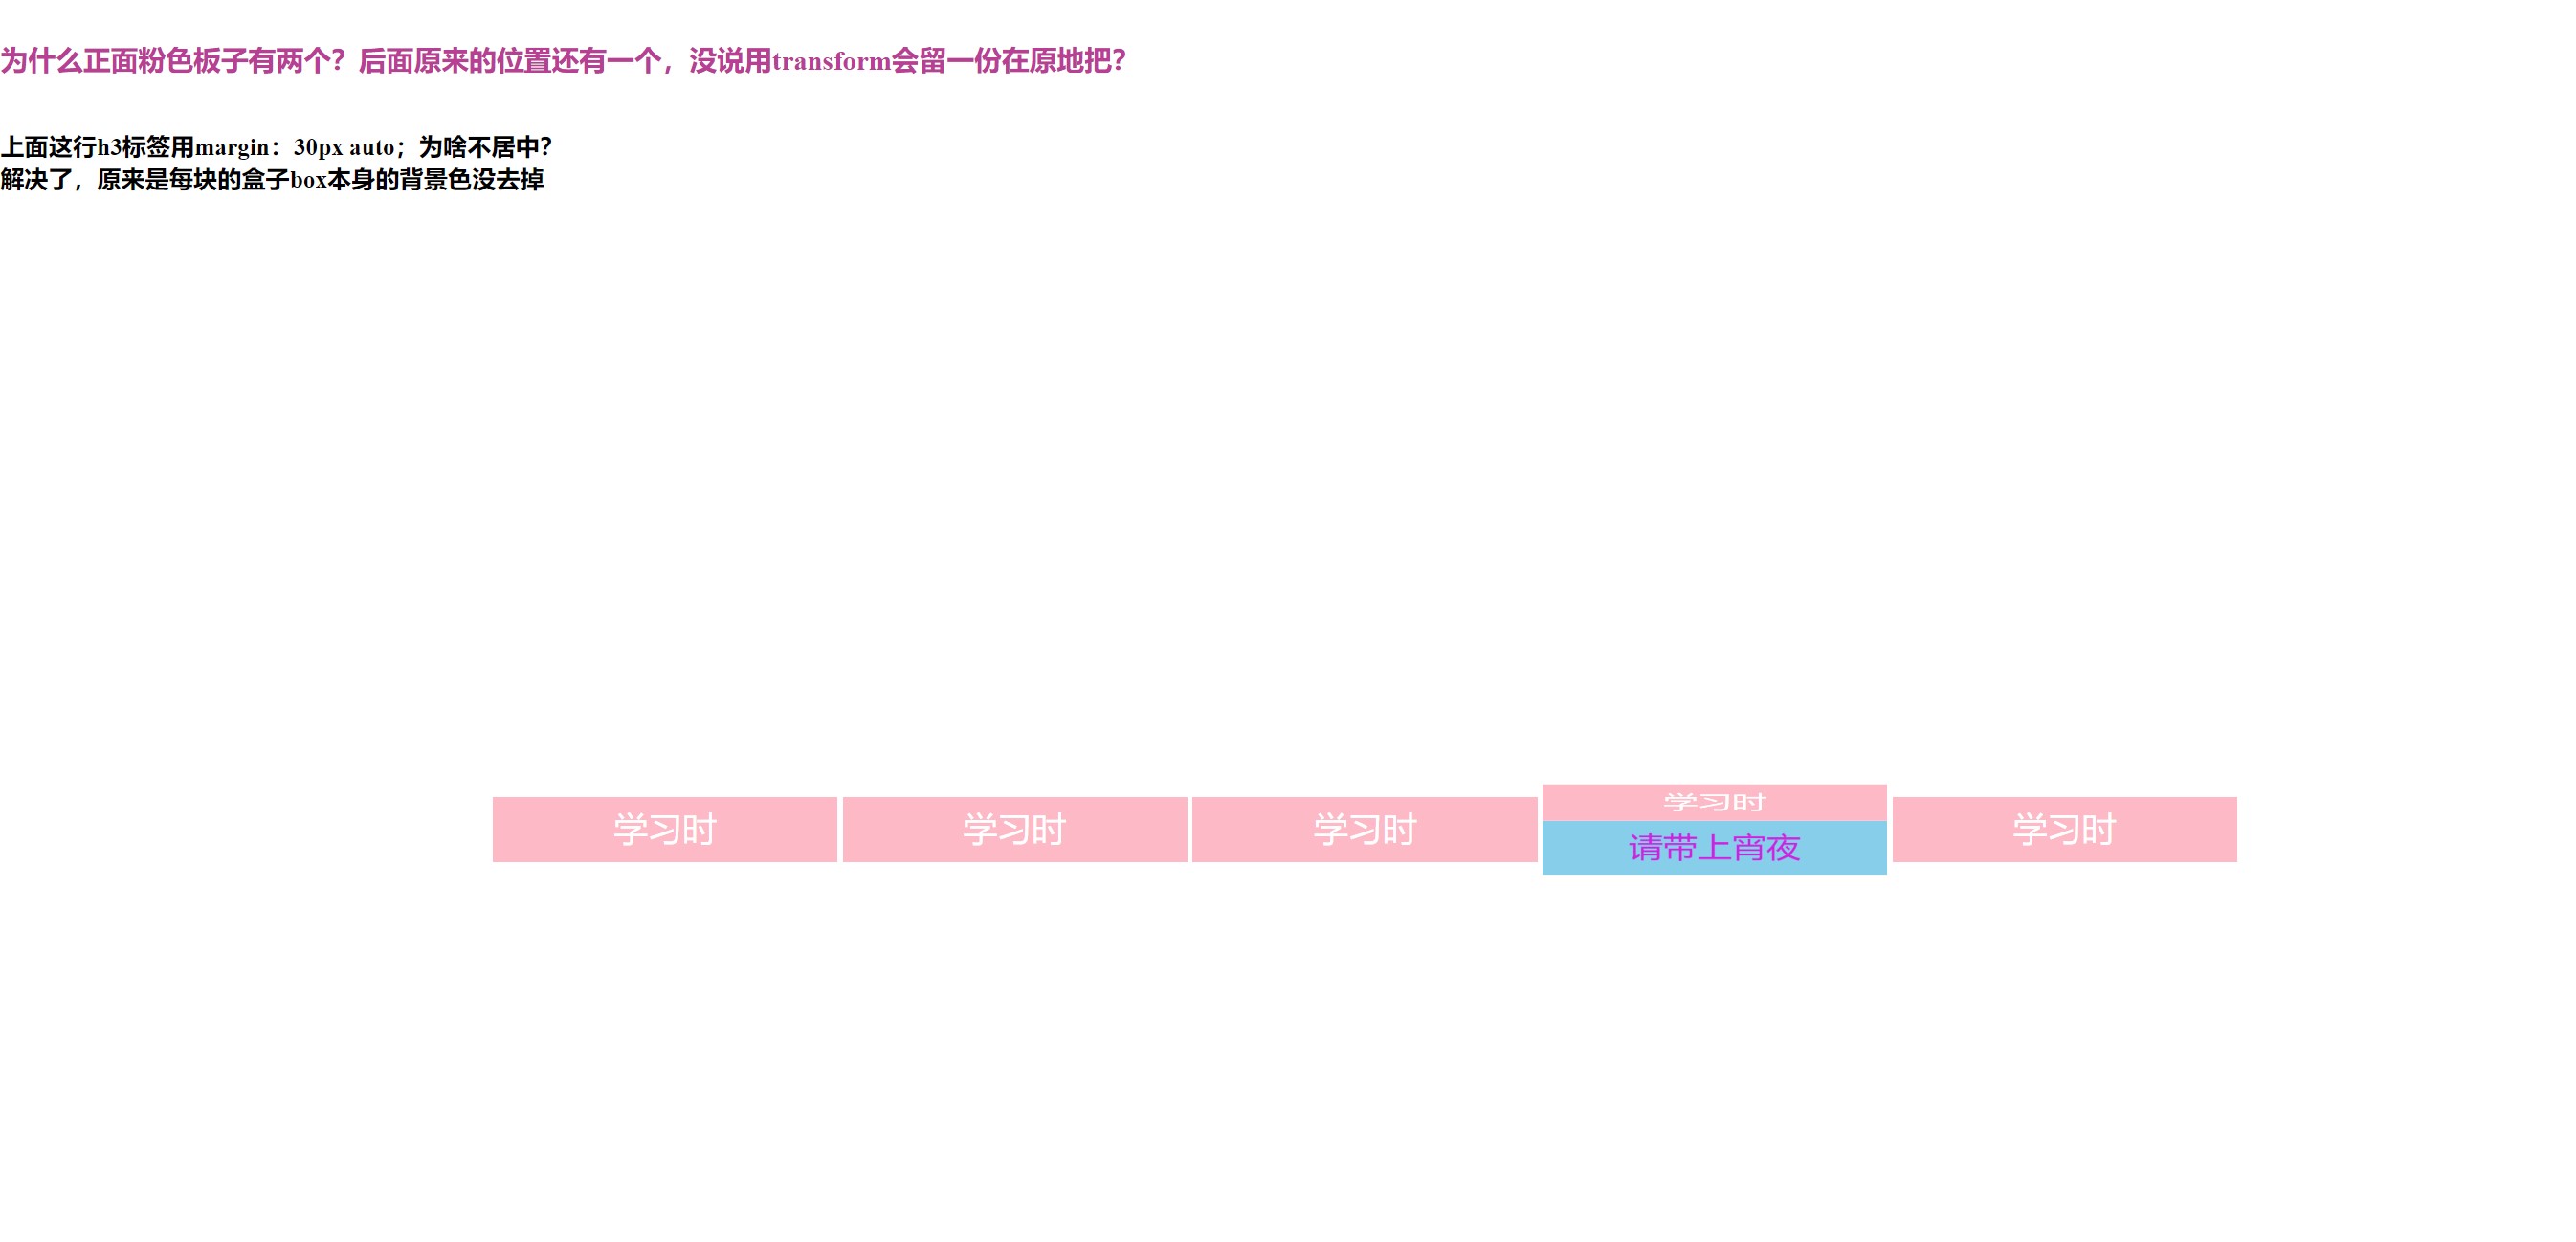 为什么正面粉色板子有两个？后面原来的位置还有一个，没说用transform会留一份在原地把？
上面这行h3标签用margin：30px auto；为啥不居中？
解决了，原来是每块的盒子box本身的背景色没去掉
学习时
学习时
学习时
学习时
请带上宵夜
学习时